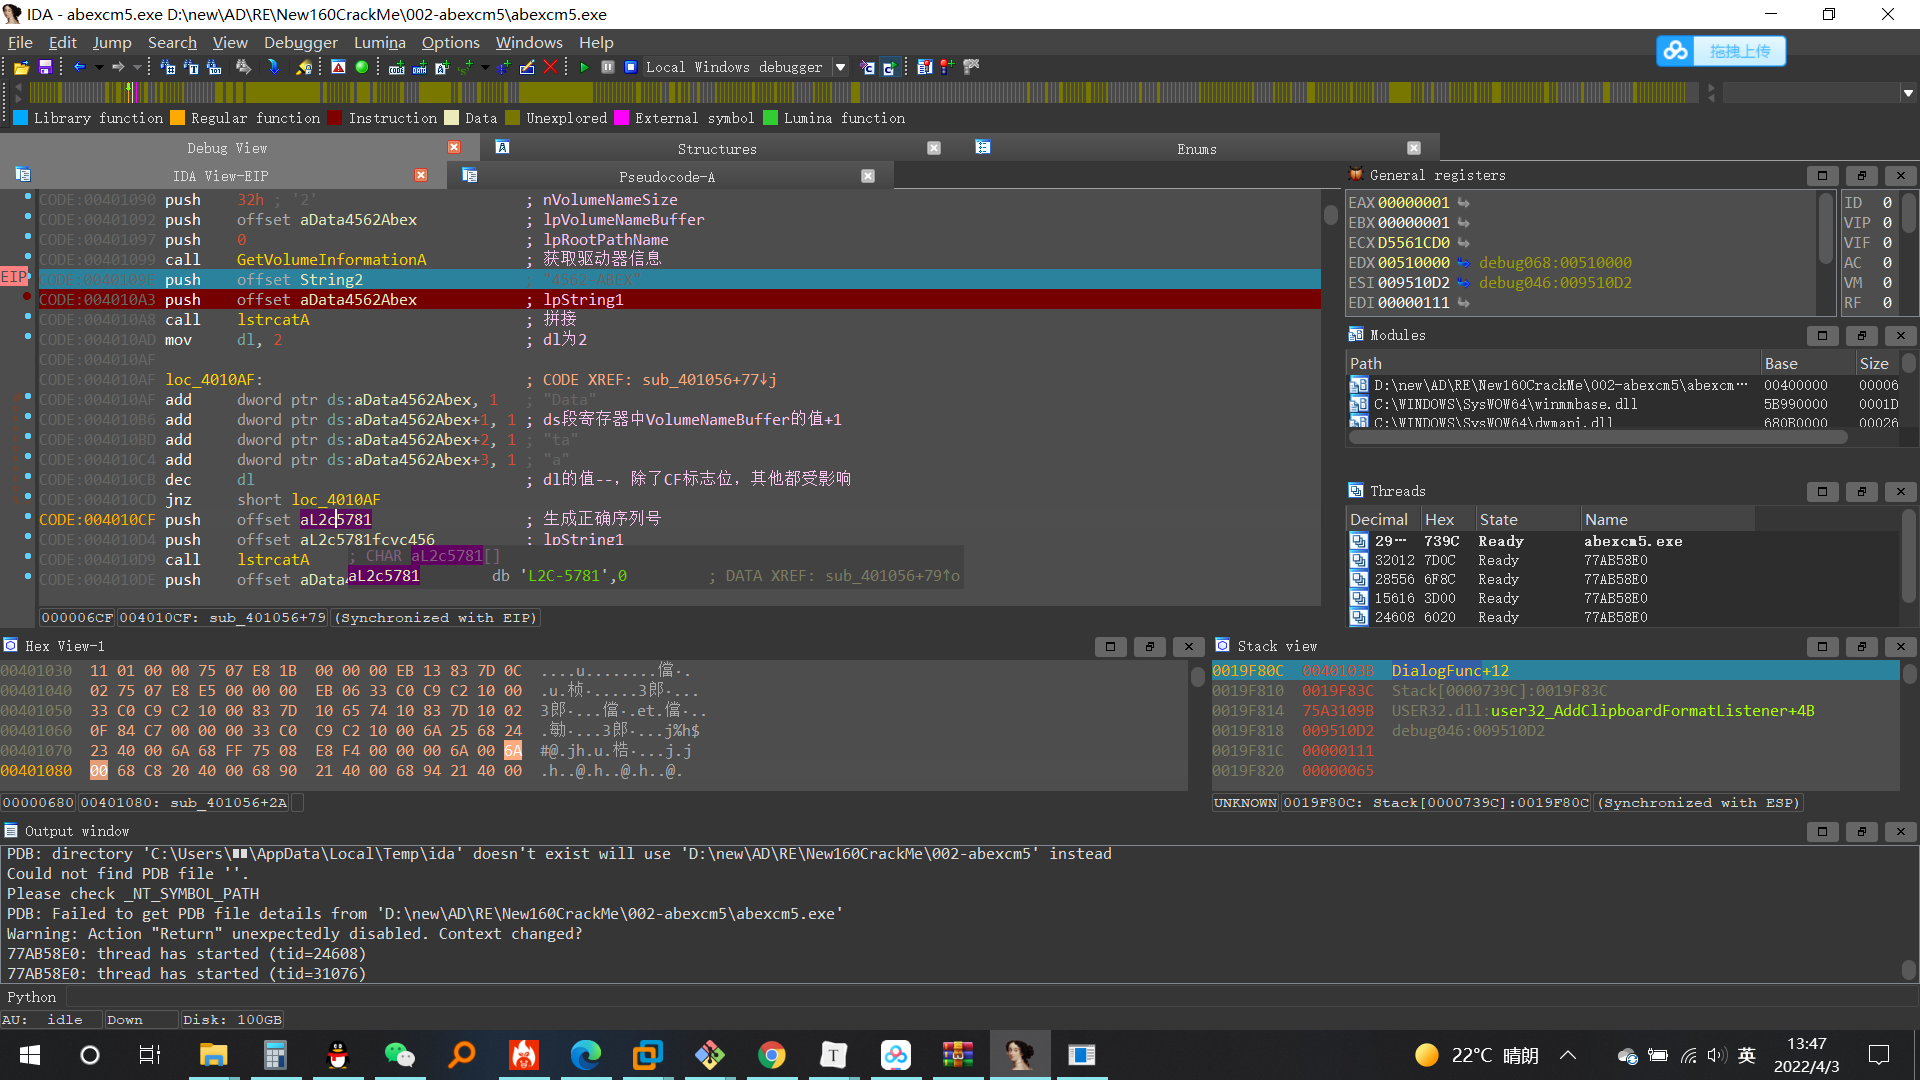 IDA - abexcm5.exe D:\new\AD\RE\New160CrackMe\002-abexcm5\abexcm5.exe
File Edit Jump Search View Debugger Lumina Options Windows Help
拖拽上传
Local Windows debugger
Library function Regular function Instruction Data Unexplored External symbol Lumina function
Debug View Structures Enums
IDA View-EIP Pseudocode-A
CODE:00401090 push 32h ; '2' ; nVolumeNameSize
CODE:00401092 push offset aData4562Abex ; lpVolumeNameBuffer
CODE:00401097 push 0 ; lpRootPathName
CODE:00401099 call GetVolumeInformationA ; 获取驱动器信息
EIP CODE:0040109E push offset String2 ; "4562-ABEX"
CODE:004010A3 push offset aData4562Abex ; lpString1
CODE:004010A8 call lstrcatA ; 拼接
CODE:004010AD mov dl, 2 ; dl为2
CODE:004010AF
CODE:004010AF loc_4010AF: ; CODE XREF: sub_401056+77↓j
CODE:004010AF add dword ptr ds:aData4562Abex, 1 ; "Data"
CODE:004010B6 add dword ptr ds:aData4562Abex+1, 1 ; ds段寄存器中VolumeNameBuffer的值+1
CODE:004010BD add dword ptr ds:aData4562Abex+2, 1 ; "ta"
CODE:004010C4 add dword ptr ds:aData4562Abex+3, 1 ; "a"
CODE:004010CB dec dl ; dl的值--，除了CF标志位，其他都受影响
CODE:004010CD jnz short loc_4010AF
CODE:004010CF push offset aL2c5781 ; 生成正确序列号
CODE:004010D4 push offset aL2c5781fcvc456 ; lpString1
CODE:004010D9 call lstrcatA ; CHAR aL2c5781[]
CODE:004010DE push offset aData aL2c5781 db 'L2C-5781',0 ; DATA XREF: sub_401056+79↑o
000006CF 004010CF: sub_401056+79 (Synchronized with EIP)
General registers
EAX 00000001 ID 0
EBX 00000001 VIP 0
ECX D5561CD0 VIF 0
EDX 00510000 debug068:00510000 AC 0
ESI 009510D2 debug046:009510D2 VM 0
EDI 00000111 RF 0
Modules
Path Base Size
D:\new\AD\RE\New160CrackMe\002-abexcm5\abexcm··· 00400000 00006
C:\WINDOWS\SysWOW64\winmmbase.dll 5B990000 0001D
C:\WINDOWS\SysWOW64\dwmapi.dll 680B0000 00026
Threads
Decimal Hex State Name
29··· 739C Ready abexcm5.exe
32012 7D0C Ready 77AB58E0
28556 6F8C Ready 77AB58E0
15616 3D00 Ready 77AB58E0
24608 6020 Ready 77AB58E0
Hex View-1
00401030 11 01 00 00 75 07 E8 1B 00 00 00 EB 13 83 7D 0C
00401040 02 75 07 E8 E5 00 00 00 EB 06 33 C0 C9 C2 10 00
00401050 33 C0 C9 C2 10 00 83 7D 10 65 74 10 83 7D 10 02
00401060 0F 84 C7 00 00 00 33 C0 C9 C2 10 00 6A 25 68 24
00401070 23 40 00 6A 68 FF 75 08 E8 F4 00 00 00 6A 00 6A
00401080 00 68 C8 20 40 00 68 90 21 40 00 68 94 21 40 00 .h..@.h..@.h..@.
00000680 00401080: sub_401056+2A
Stack view
0019F80C 0040103B DialogFunc+12
0019F810 0019F83C Stack[0000739C]:0019F83C
0019F814 75A3109B USER32.dll:user32_AddClipboardFormatListener+4B
0019F818 009510D2 debug046:009510D2
0019F81C 00000111
0019F820 00000065
UNKNOWN 0019F80C: Stack[0000739C]:0019F80C (Synchronized with ESP)
Output window
PDB: directory 'C:\Users\\AppData\Local\Temp\ida' doesn't exist will use 'D:\new\AD\RE\New160CrackMe\002-abexcm5' instead
Could not find PDB file ''.
Please check _NT_SYMBOL_PATH
PDB: Failed to get PDB file details from 'D:\new\AD\RE\New160CrackMe\002-abexcm5\abexcm5.exe'
Warning: Action "Return" unexpectedly disabled. Context changed?
77AB58E0: thread has started (tid=24608)
77AB58E0: thread has started (tid=31076)
Python
AU: idle Down Disk: 100GB
22°C 晴朗 英 13:47
2022/4/3